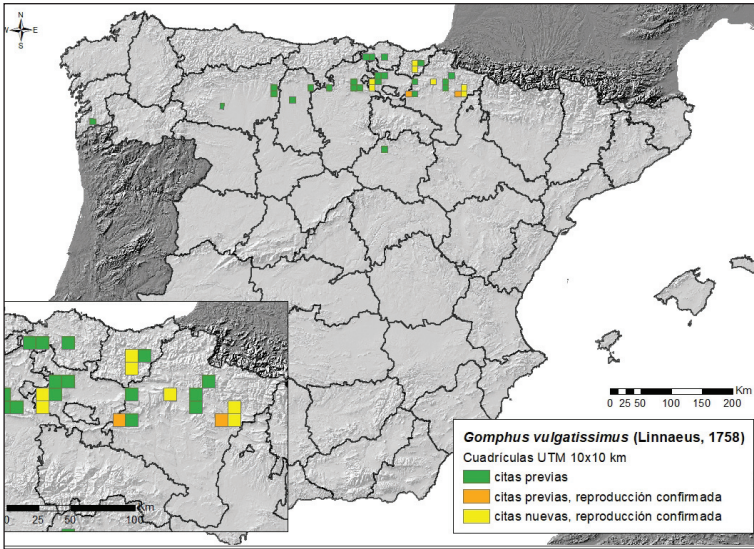 N
W E
S
Km
0 25 50 100 150 200
Km
0 25 50 100
Gomphus vulgatissimus (Linnaeus, 1758)
Cuadrículas UTM 10x10 km
citas previas
citas previas, reproducción confirmada
citas nuevas, reproducción confirmada